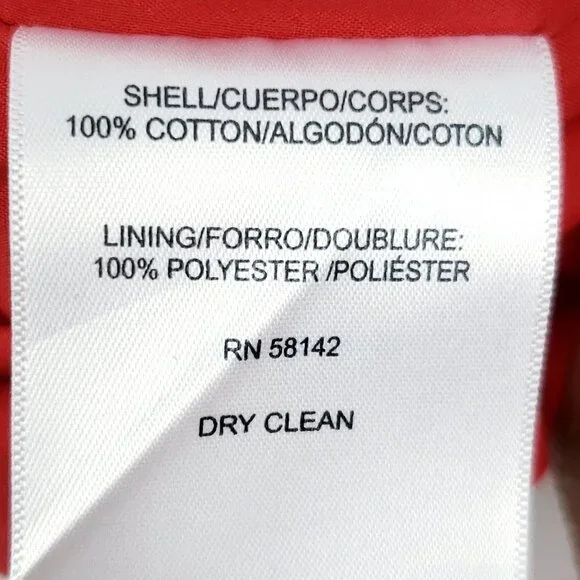 SHELL/CUERPO/CORPS:
100% COTTON/ALGODÓN/COTON
LINING/FORRO/DOUBLURE:
100% POLYESTER /POLIÉSTER
RN 58142
DRY CLEAN